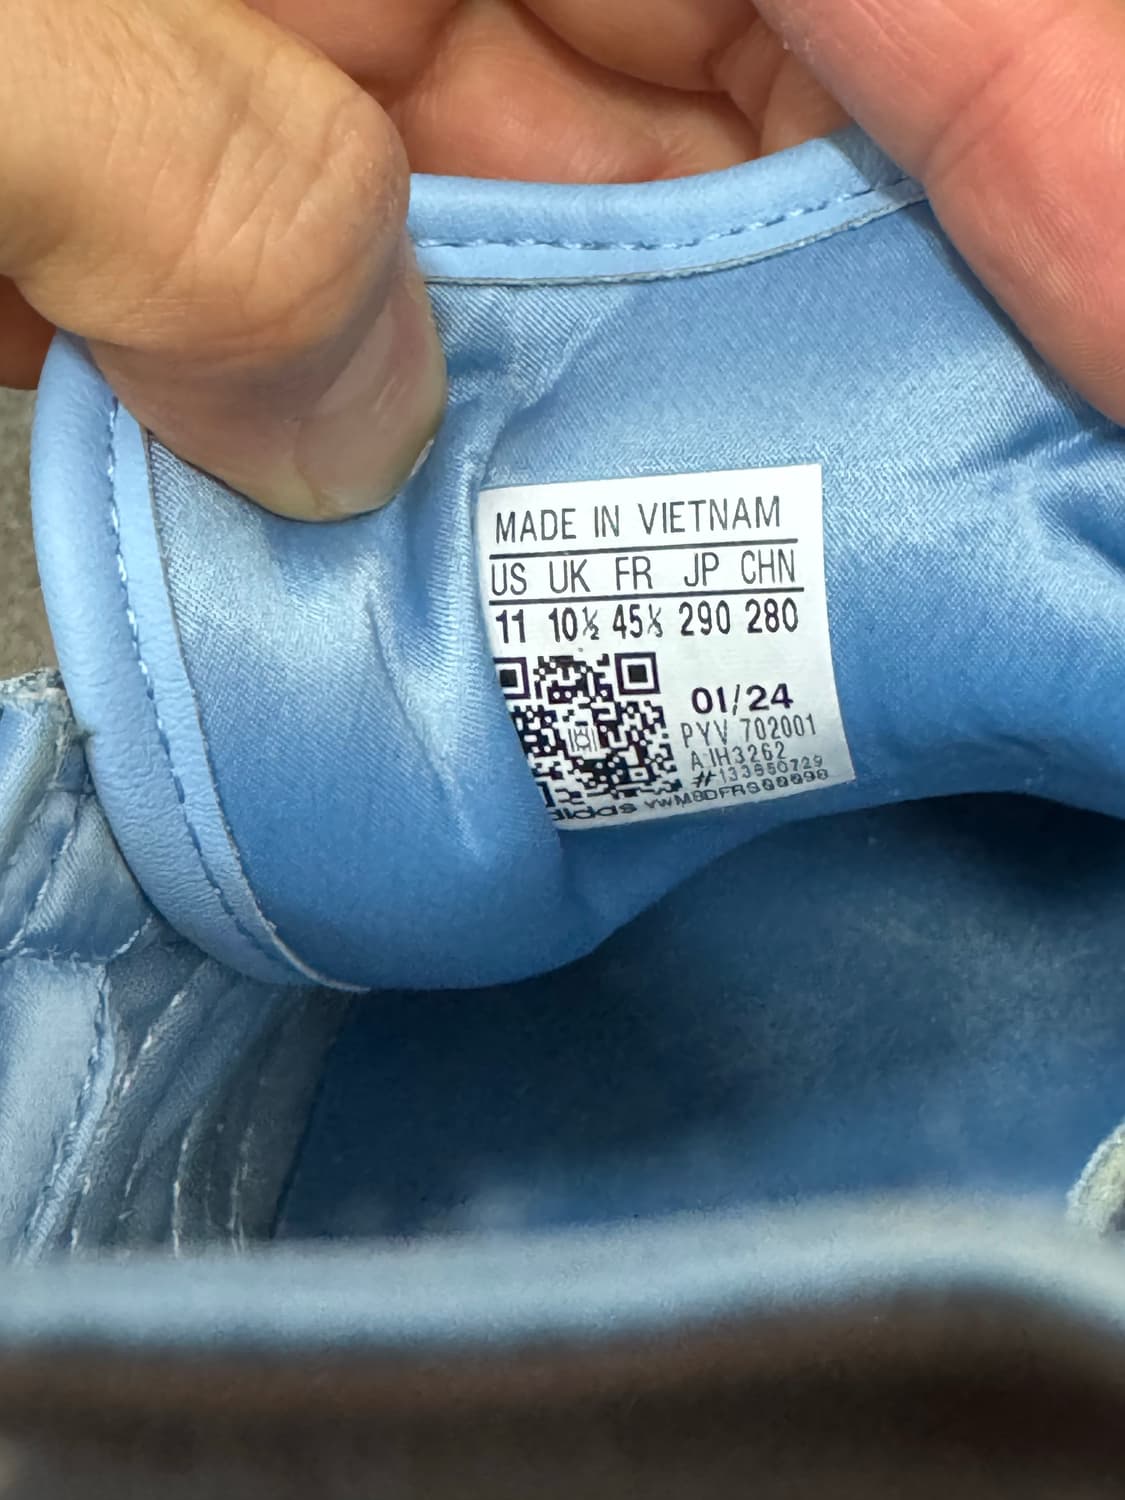 MADE IN VIETNAM
US UK FR JP CHN
11 10½ 45⅓ 290 280
01/24
PYV 702001
A IH3262
adidas